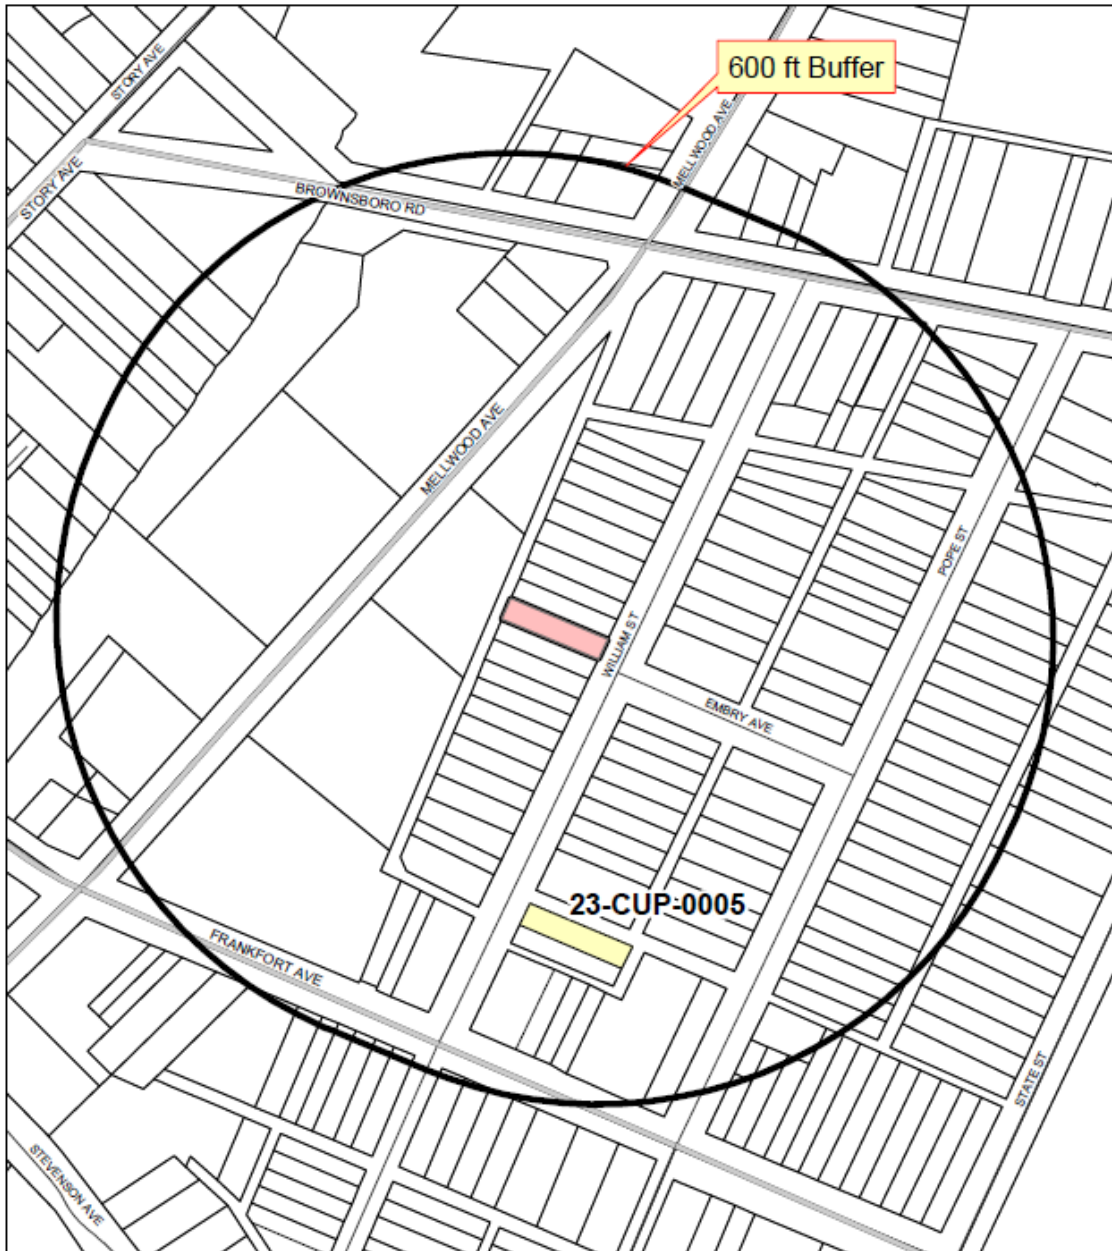 STORY AVE
600 ft Buffer
MELLWOOD AVE
STORY AVE
BROWNSBORO RD
MELLWOOD AVE
POPE ST
WILLIAM ST
EMBRY AVE
23-CUP-0005
FRANKFORT AVE
STATE ST
STEVENSON AVE